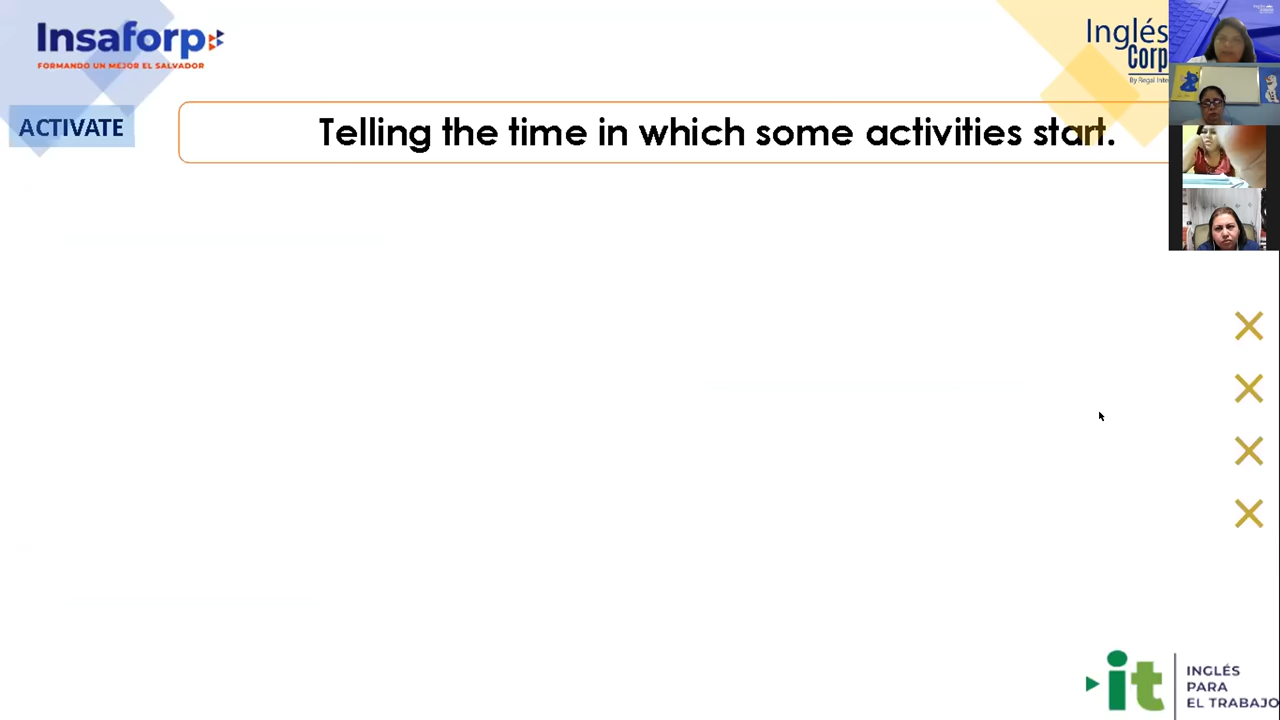 Insaforp
FORMANDO UN MEJOR EL SALVADOR
Inglés
Corp
ACTIVATE
Telling the time in which some activities start.
it
INGLÉS
PARA
EL TRABAJO